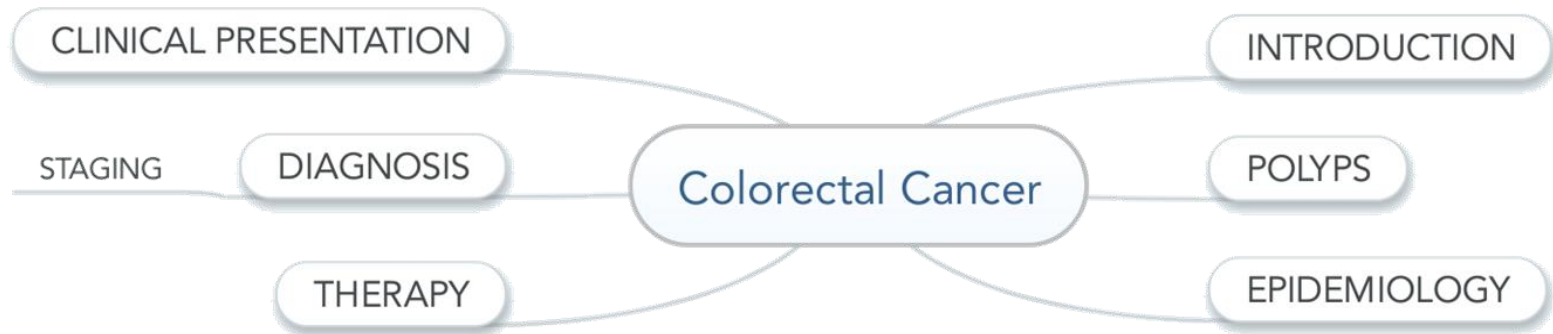 CLINICAL PRESENTATION
INTRODUCTION
STAGING
DIAGNOSIS
Colorectal Cancer
POLYPS
THERAPY
EPIDEMIOLOGY